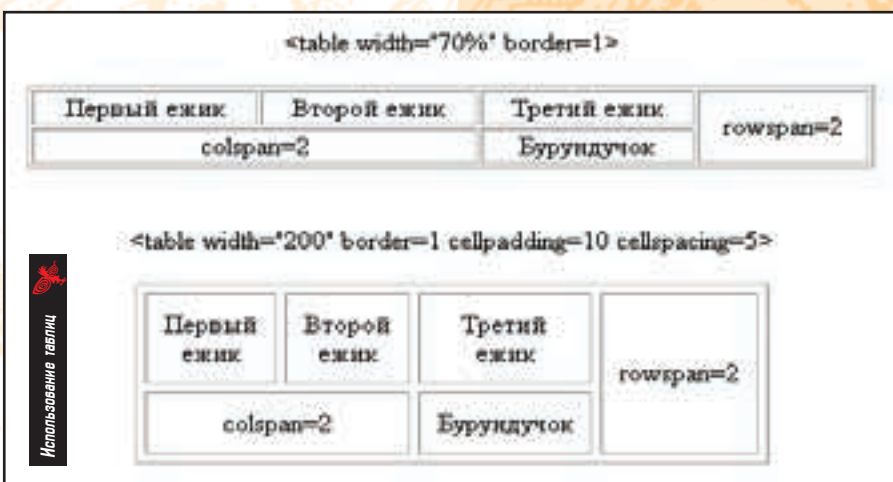 <table width="70%" border=1>
Первый ежик Второй ежик Третий ежик rowspan=2
colspan=2 Бурундучок
<table width="200" border=1 cellpadding=10 cellspacing=5>
Первый Второй Третий
ежик ежик ежик
rowspan=2
colspan=2 Бурундучок
Использование таблиц